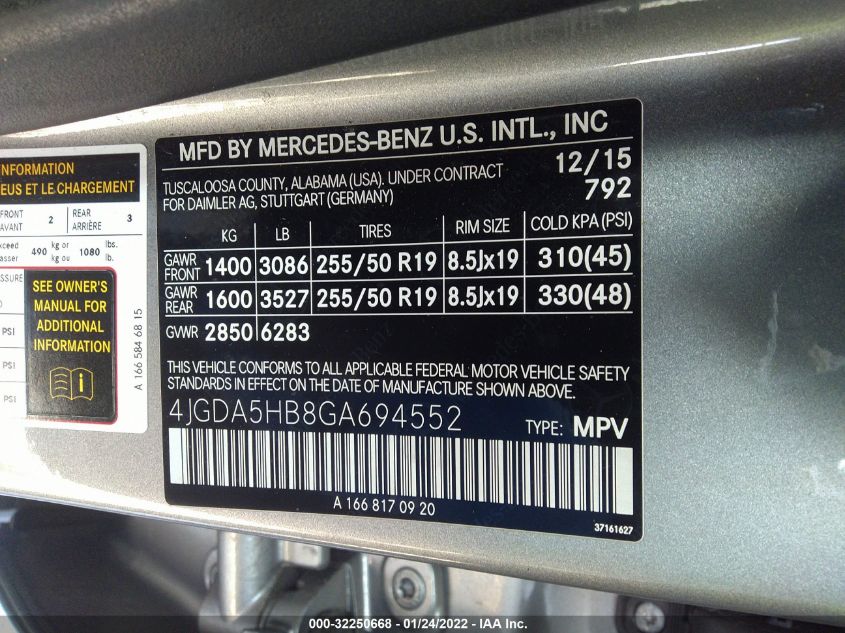 INFORMATION
EUS ET LE CHARGEMENT
FRONT 2 REAR 3
AVANT ARRIÈRE
490 kg or 1080 lbs.
kg ou lb.
SEE OWNER'S
MANUAL FOR
ADDITIONAL
INFORMATION
PSI
PSI
PSI
A 166 584 68 15
MFD BY MERCEDES-BENZ U.S. INTL., INC
TUSCALOOSA COUNTY, ALABAMA (USA). UNDER CONTRACT 12/15
FOR DAIMLER AG, STUTTGART (GERMANY) 792
KG LB TIRES RIM SIZE COLD KPA (PSI)
GAWR FRONT 1400 3086 255/50 R19 8.5Jx19 310(45)
GAWR REAR 1600 3527 255/50 R19 8.5Jx19 330(48)
GVWR 2850 6283
THIS VEHICLE CONFORMS TO ALL APPLICABLE FEDERAL MOTOR VEHICLE SAFETY
STANDARDS IN EFFECT ON THE DATE OF MANUFACTURE SHOWN ABOVE.
4JGDA5HB8GA694552 TYPE: MPV
A 166 817 09 20
37161627
000-32250668 - 01/24/2022 - IAA Inc.